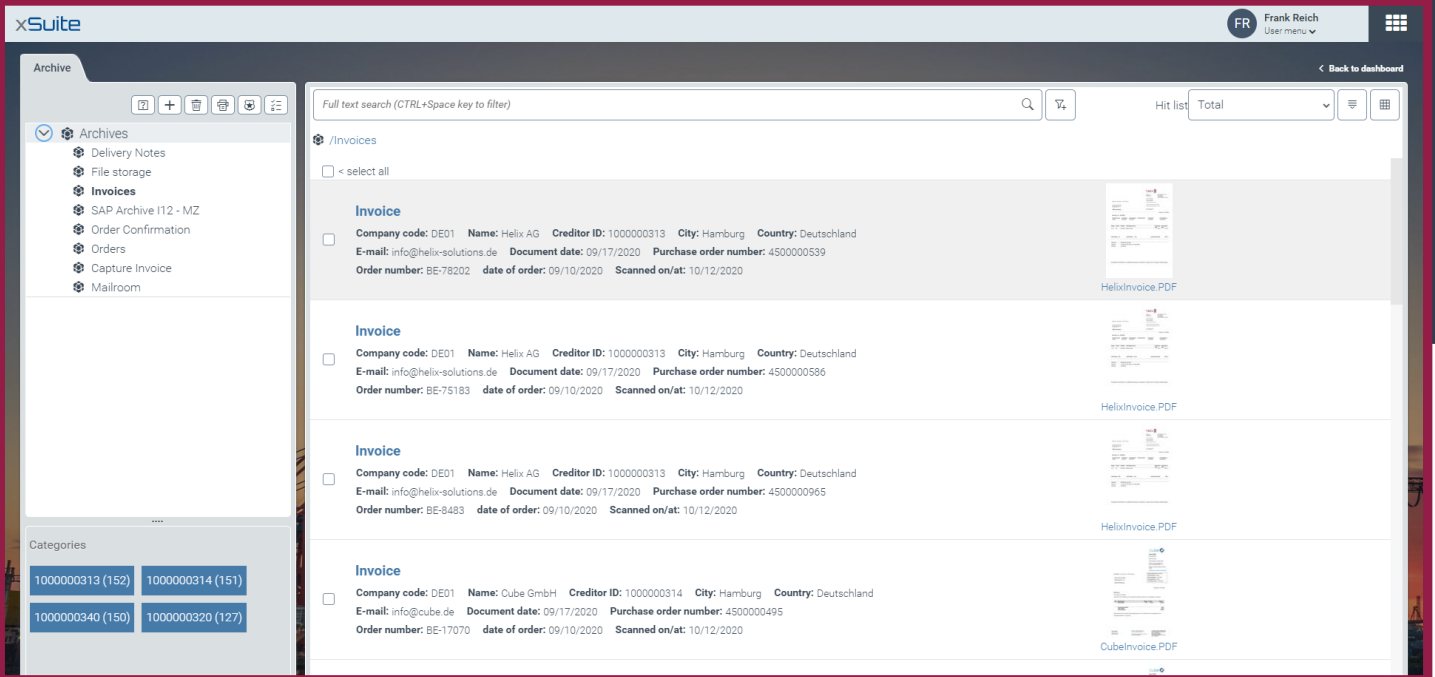 xSuite
FR
Frank Reich
User menu
Archive
Back to dashboard
Full text search (CTRL+Space key to filter)
Hit list
Total
Archives
Delivery Notes
File storage
Invoices
SAP Archive I12 - MZ
Order Confirmation
Orders
Capture Invoice
Mailroom
Categories
1000000313 (152) 1000000314 (151)
1000000340 (150) 1000000320 (127)
/Invoices
< select all
Invoice
Company code: DE01 Name: Helix AG Creditor ID: 1000000313 City: Hamburg Country: Deutschland
E-mail: info@helix-solutions.de Document date: 09/17/2020 Purchase order number: 4500000539
Order number: BE-78202 date of order: 09/10/2020 Scanned on/at: 10/12/2020
HelixInvoice.PDF
Invoice
Company code: DE01 Name: Helix AG Creditor ID: 1000000313 City: Hamburg Country: Deutschland
E-mail: info@helix-solutions.de Document date: 09/17/2020 Purchase order number: 4500000586
Order number: BE-75183 date of order: 09/10/2020 Scanned on/at: 10/12/2020
HelixInvoice.PDF
Invoice
Company code: DE01 Name: Helix AG Creditor ID: 1000000313 City: Hamburg Country: Deutschland
E-mail: info@helix-solutions.de Document date: 09/17/2020 Purchase order number: 4500000965
Order number: BE-8483 date of order: 09/10/2020 Scanned on/at: 10/12/2020
HelixInvoice.PDF
Invoice
Company code: DE01 Name: Cube GmbH Creditor ID: 1000000314 City: Hamburg Country: Deutschland
E-mail: info@cube.de Document date: 09/17/2020 Purchase order number: 4500000495
Order number: BE-17070 date of order: 09/10/2020 Scanned on/at: 10/12/2020
CubeInvoice.PDF